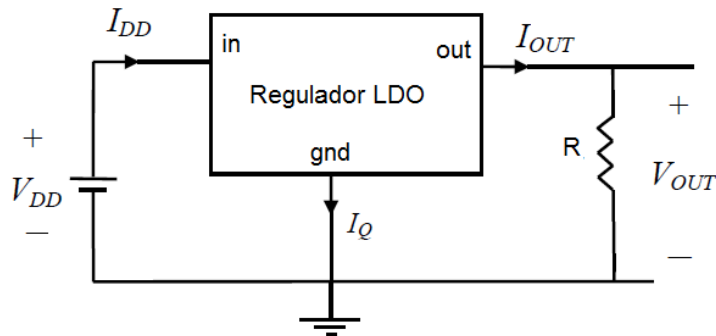 I_DD
in
out
I_OUT
Regulador LDO
gnd
+
V_DD
−
I_Q
R
+
V_OUT
−